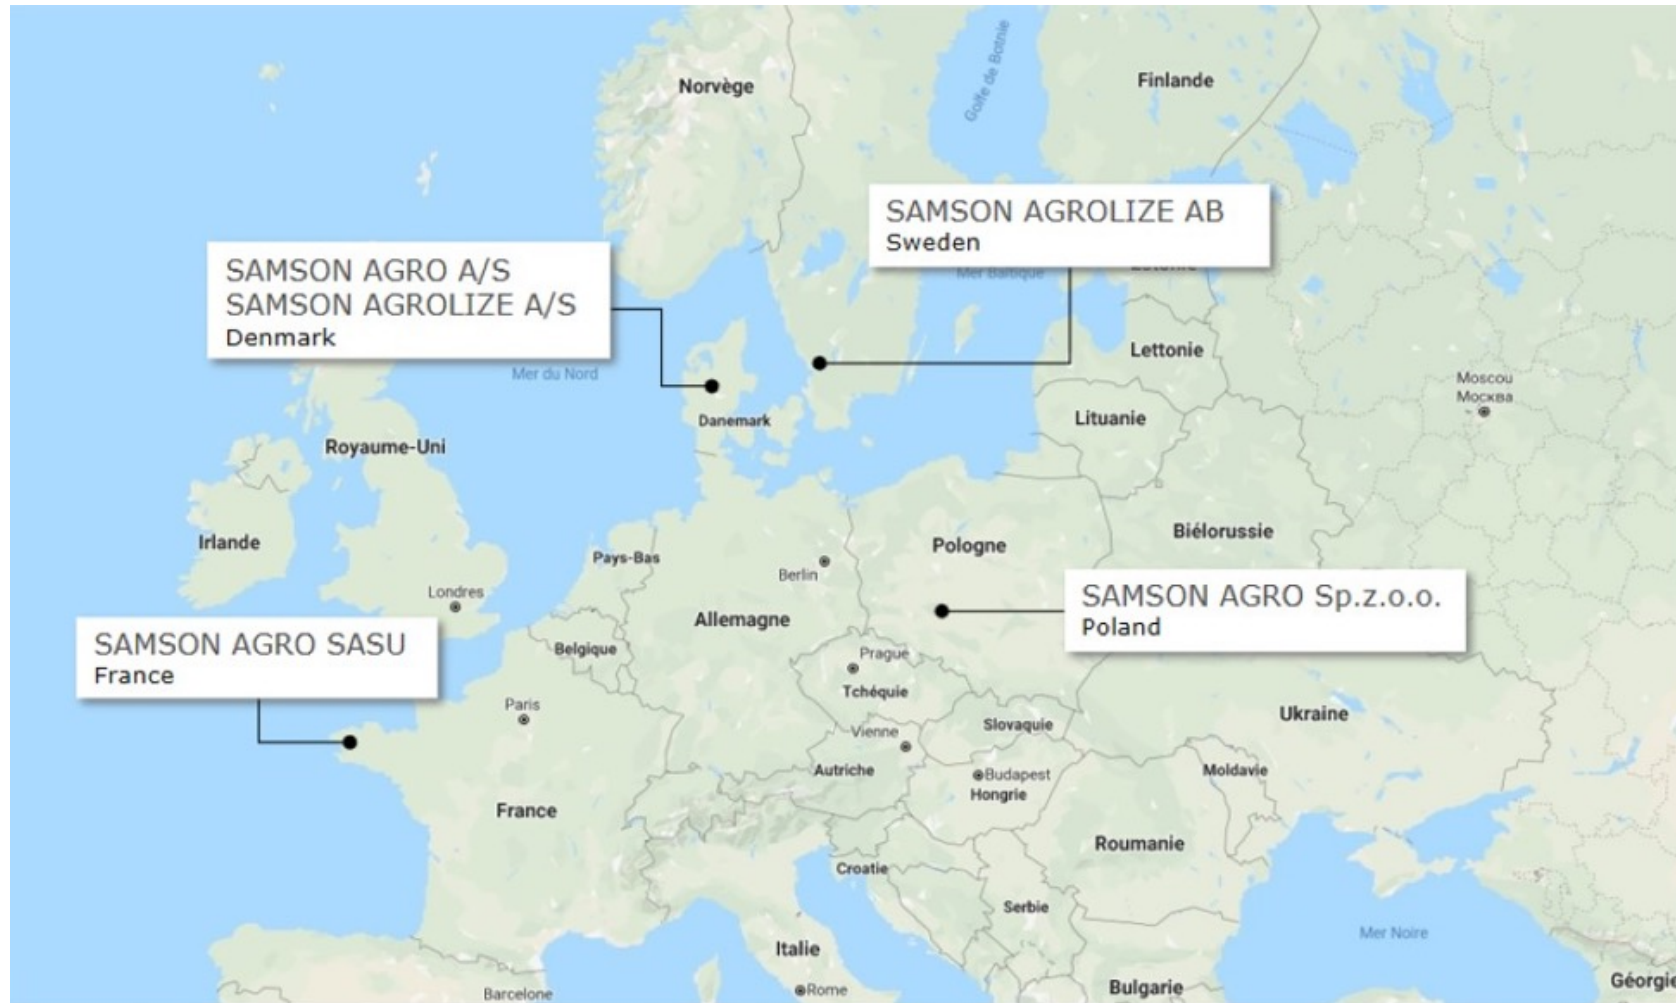 Norvège
Finlande
Golfe de Botnie
SAMSON AGROLIZE AB
Sweden
Mer Baltique
Estonie
SAMSON AGRO A/S
SAMSON AGROLIZE A/S
Denmark
Mer du Nord
Danemark
Lettonie
Lituanie
Moscou
Москва
Royaume-Uni
Irlande
Londres
Pays-Bas
Berlin
Allemagne
Pologne
Biélorussie
SAMSON AGRO Sp.z.o.o.
Poland
SAMSON AGRO SASU
France
Belgique
Paris
Prague
Tchéquie
Vienne
Slovaquie
Ukraine
Autriche
Budapest
Hongrie
Moldavie
France
Roumanie
Croatie
Serbie
Italie
Mer Noire
Barcelone
Rome
Bulgarie
Géorgie